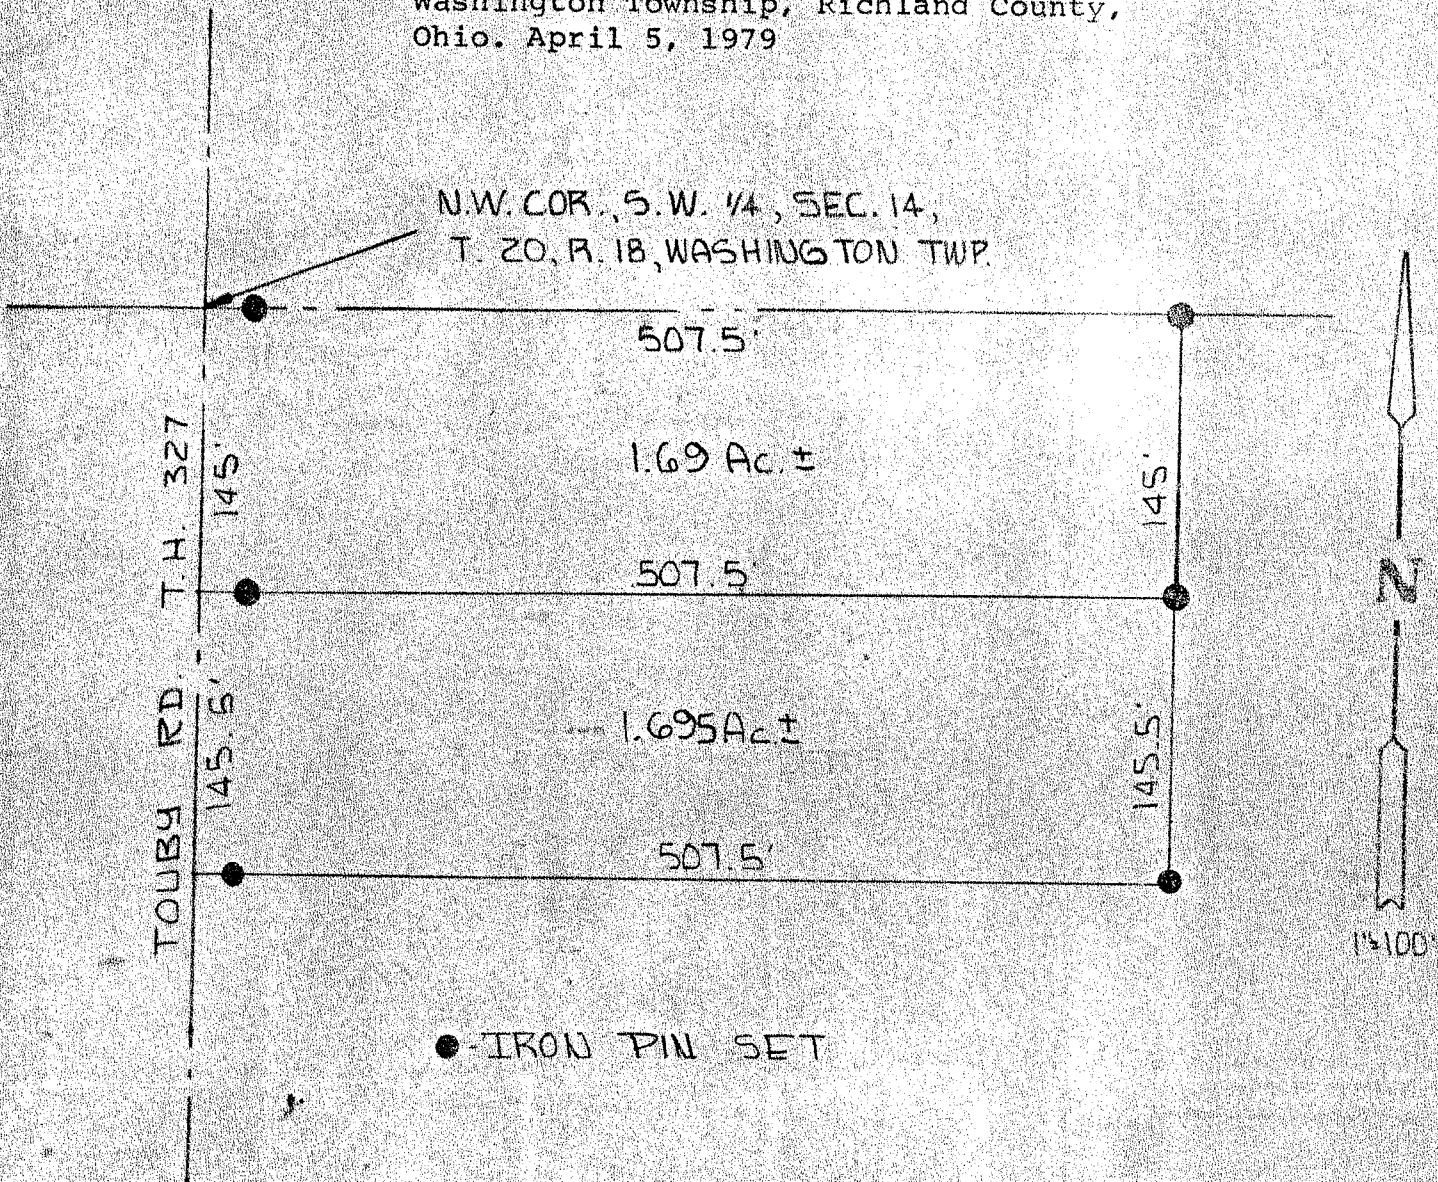 Washington Township, Richland County,
Ohio. April 5, 1979
N.W. COR., S.W. 1/4, SEC. 14,
T. 20, R. 18, WASHINGTON TWP.
507.5'
TOUBY RD. T.H. 327
145'
1.69 Ac. ±
145'
507.5'
N
145.5'
1.695 Ac. ±
145.5'
507.5'
1"=100'
- IRON PIN SET